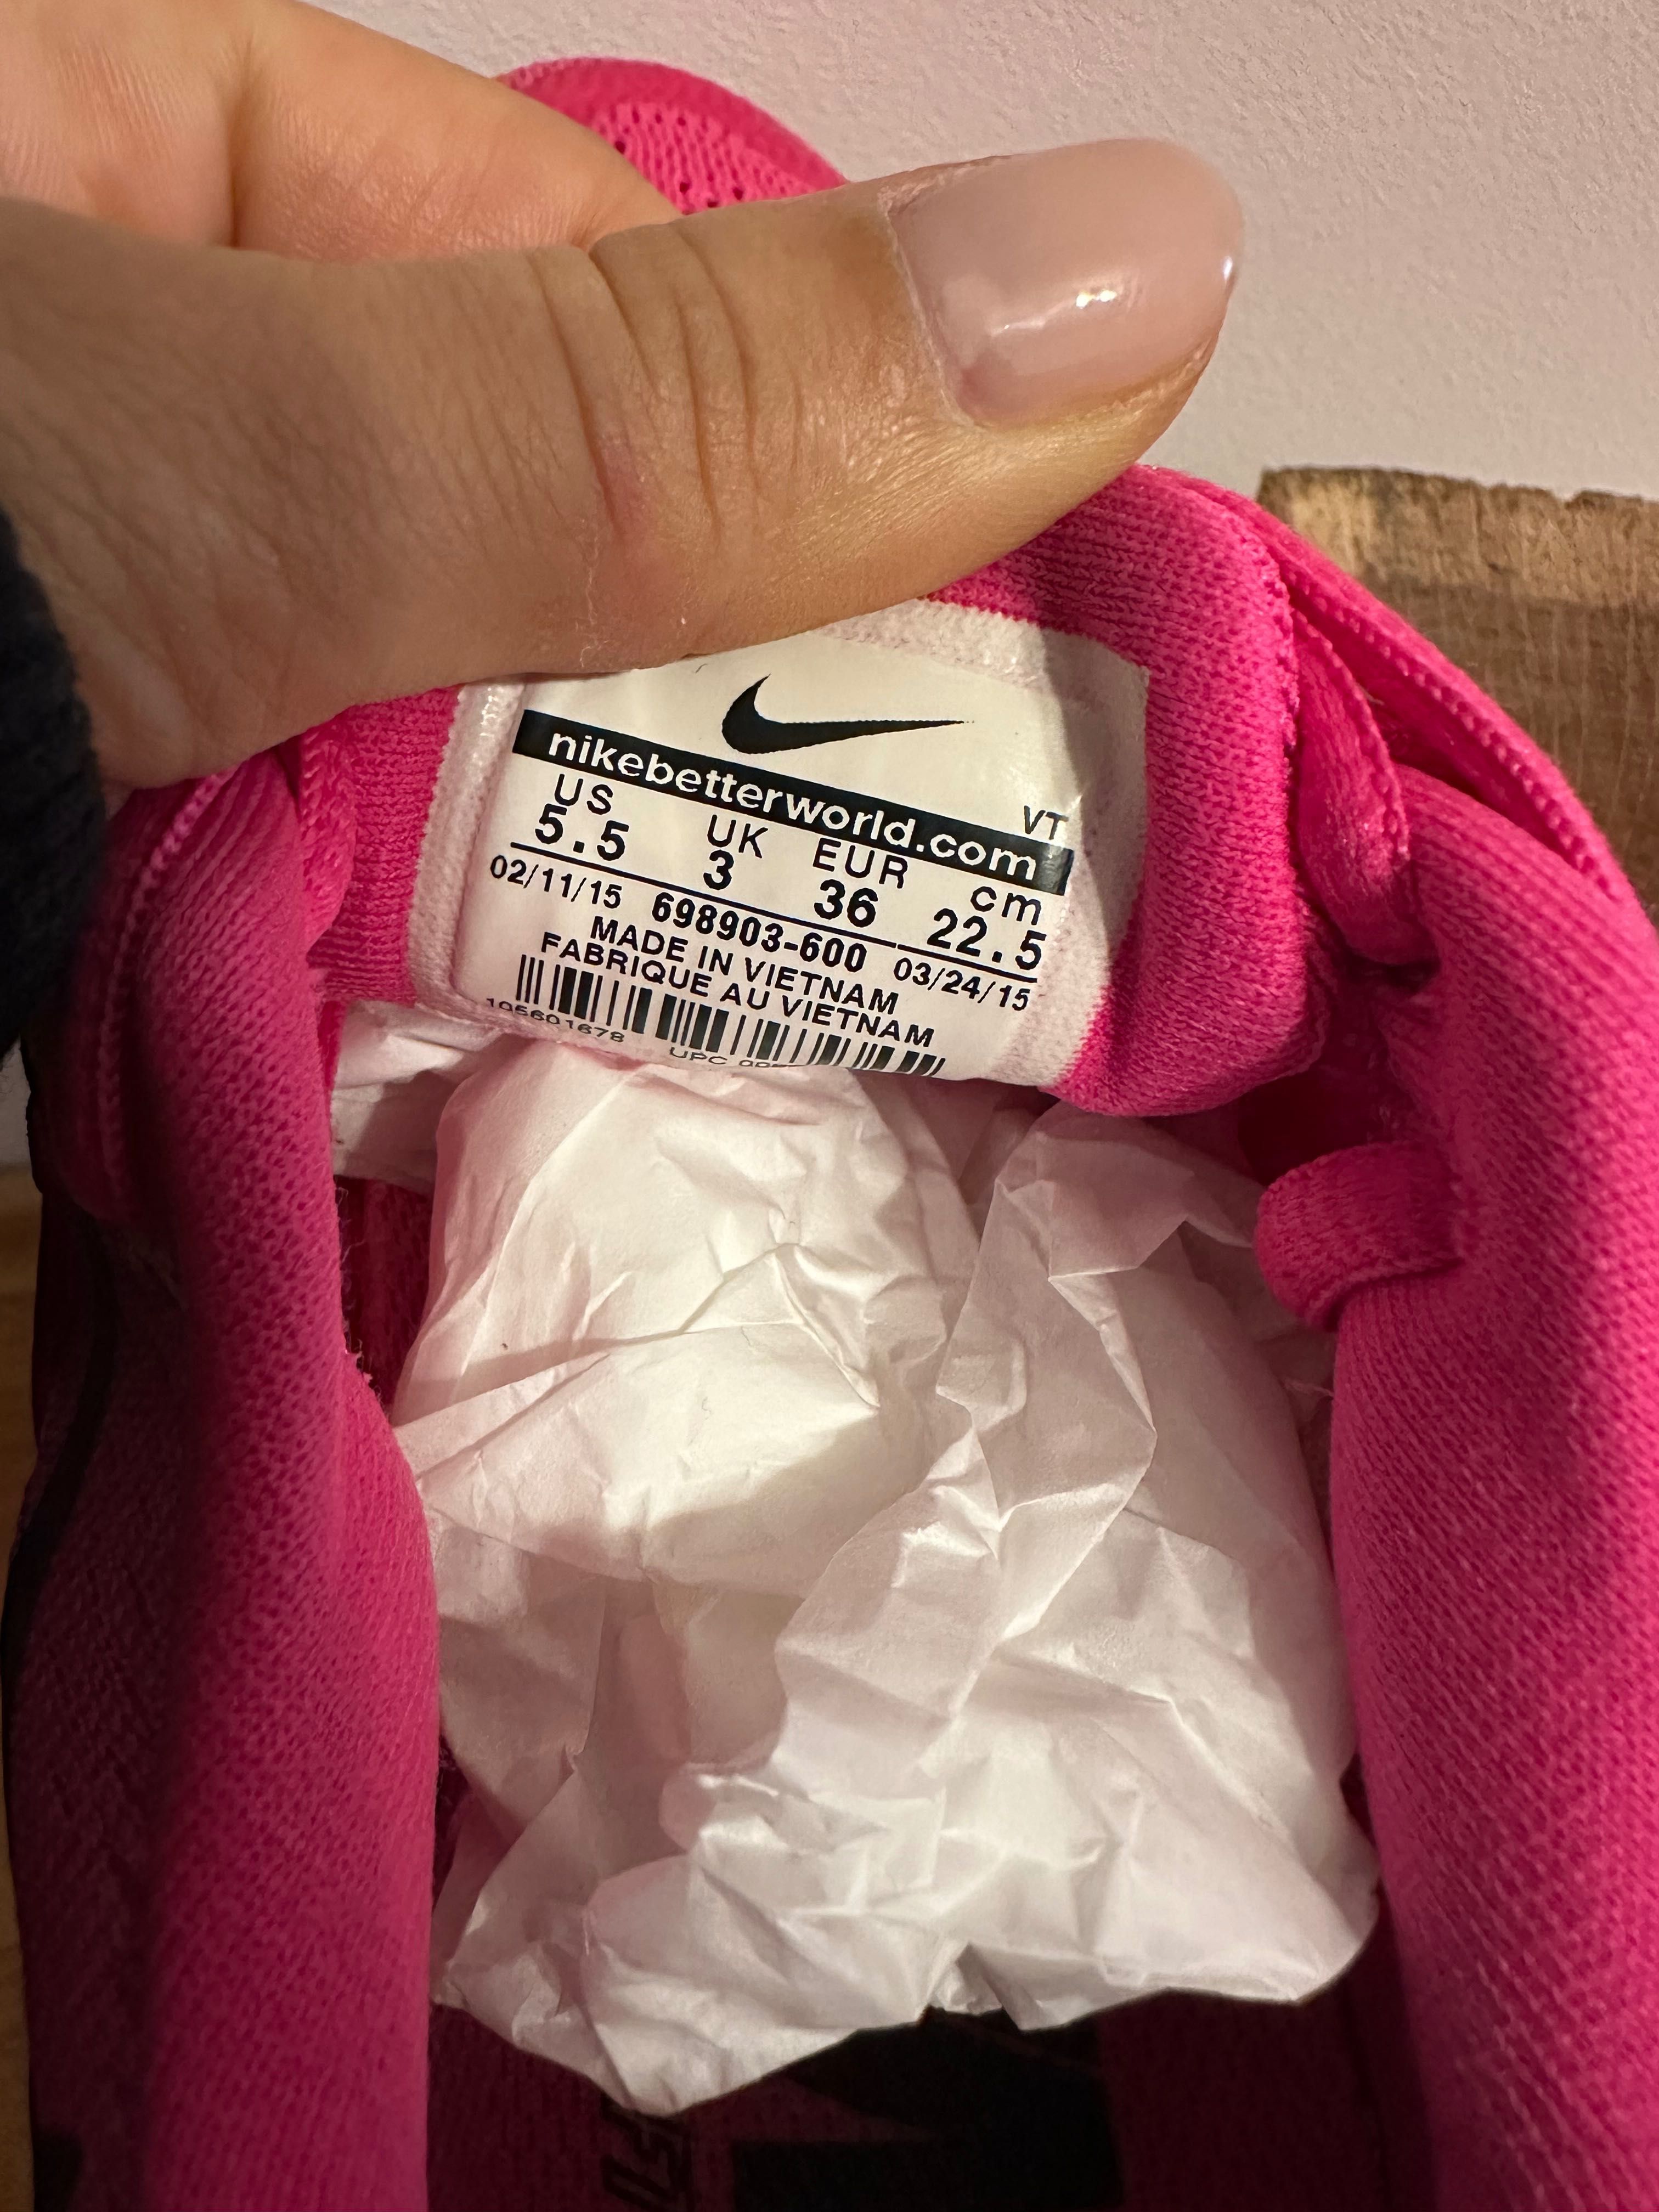 nikebetterworld.com
VT
US UK EUR cm
5.5 3 36 22.5
02/11/15 698903-600 03/24/15
MADE IN VIETNAM
FABRIQUE AU VIETNAM
UPC